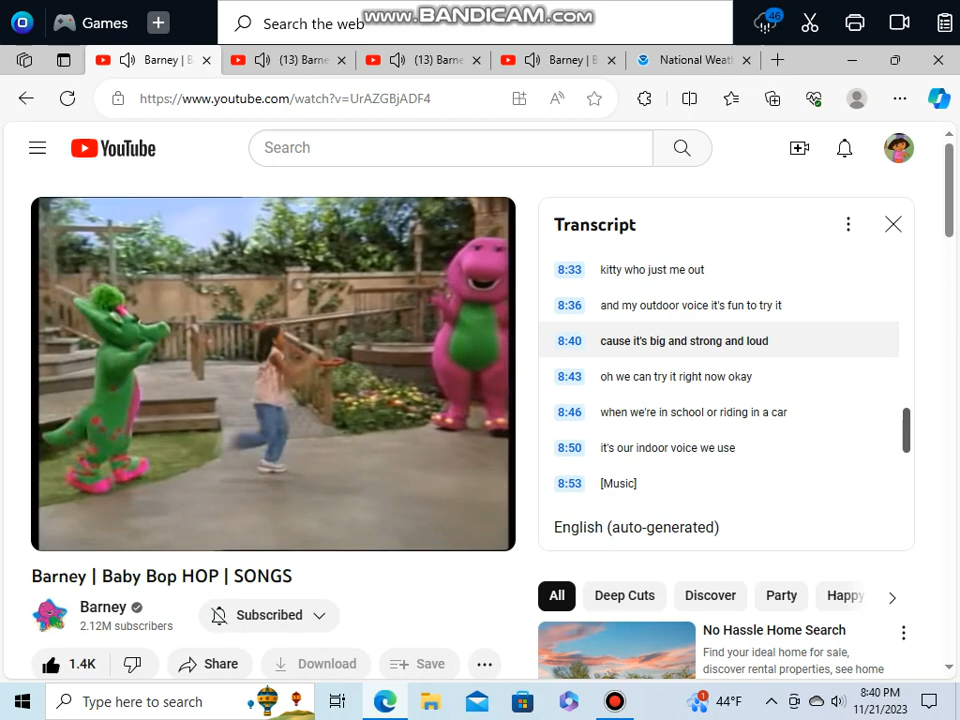 Games
Search the web
www.BANDICAM.com
46
Barney | B
(13) Barne
(13) Barne
Barney | B
National Weat
https://www.youtube.com/watch?v=UrAZGBjADF4
YouTube
Search
Transcript
8:33 kitty who just me out
8:36 and my outdoor voice it's fun to try it
8:40 cause it's big and strong and loud
8:43 oh we can try it right now okay
8:46 when we're in school or riding in a car
8:50 it's our indoor voice we use
8:53 [Music]
English (auto-generated)
Barney | Baby Bop HOP | SONGS
Barney
2.12M subscribers
Subscribed
1.4K
Share
Download
Save
All
Deep Cuts
Discover
Party
Happy
No Hassle Home Search
Find your ideal home for sale,
discover rental properties, see home
Type here to search
1
44°F
8:40 PM
11/21/2023